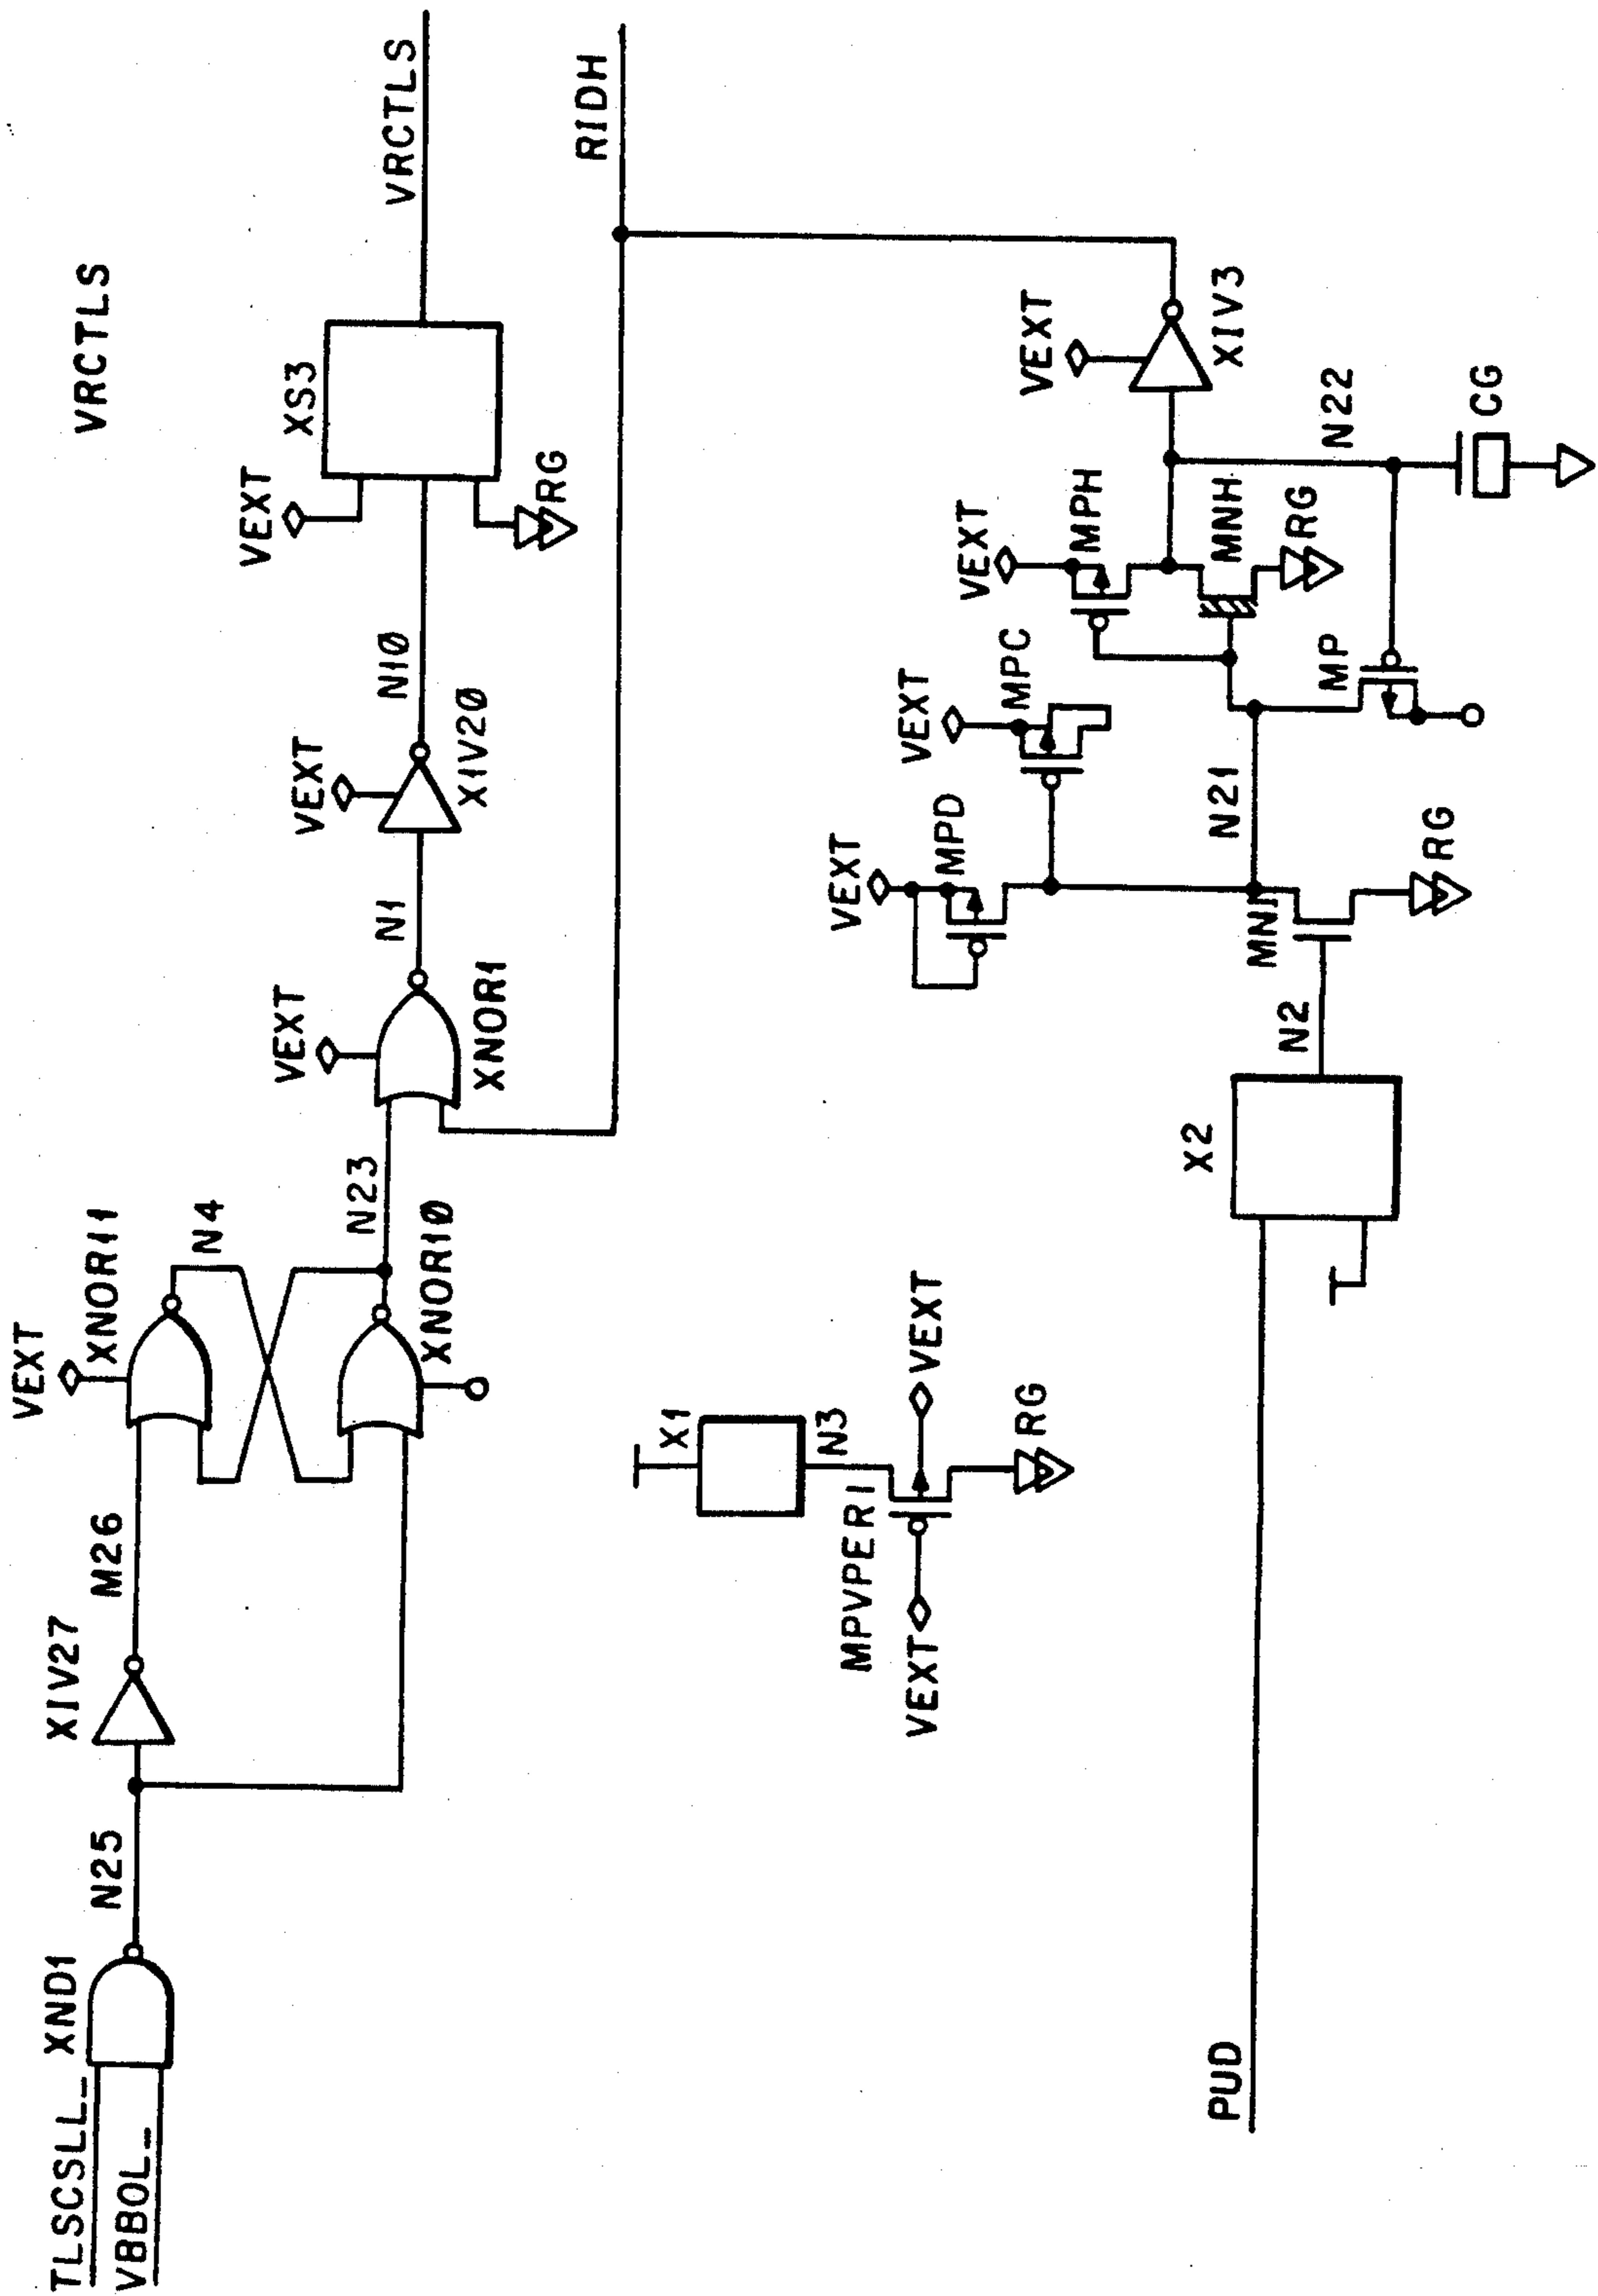 VRCTLS
TLSCSLL_
VBBOL_
XND1
N25
XIV27
M26
VEXT
XNOR11
N4
N23
XNOR10
VEXT
XNOR1
N1
VEXT
XIV20
N10
VEXT
XS3
RG
VRCTLS
RIDH
X1
N3
MPVPER1
VEXT
VEXT
RG
PUD
X2
N2
MN1
RG
VEXT
MPD
VEXT
MPC
N21
VEXT
MPH
MNH
RG
MP
VEXT
XIV3
N22
CG